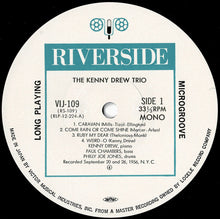 RIVERSIDE
THE KENNY DREW TRIO
VIJ-109
(RS-109)
(RLP-12-224-A)
SIDE 1
33⅓ RPM
MONO
LONG PLAYING
MICROGROOVE
1. CARAVAN (Mills-Tizol-Ellington)
2. COME RAIN OR COME SHINE (Mercer-Arlen)
3. RUBY MY DEAR (Thelonious-Monk)
4. WEIRD-O (Kenny Drew)
KENNY DREW, piano
PAUL CHAMBERS, bass
PHILLY JOE JONES, drums
Recorded September 20 and 26, 1956, N.Y.C.
MADE IN JAPAN BY VICTOR MUSICAL INDUSTRIES, INC. FROM A MASTER RECORDING OWNED BY
RECORD COMPANY